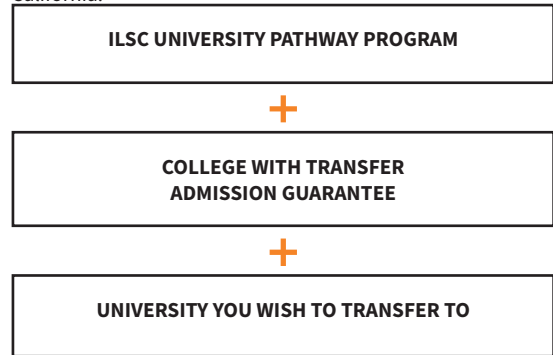 ILSC UNIVERSITY PATHWAY PROGRAM
+
COLLEGE WITH TRANSFER
ADMISSION GUARANTEE
+
UNIVERSITY YOU WISH TO TRANSFER TO